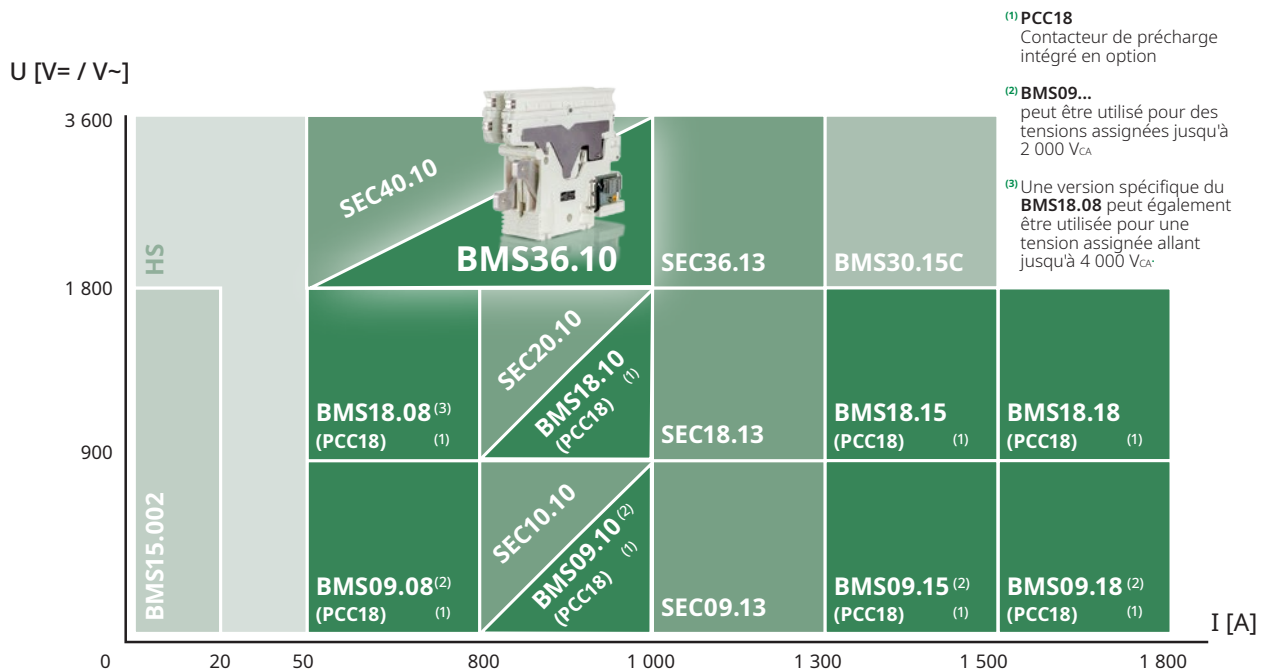 (1) PCC18
Contacteur de précharge
intégré en option
U [V= / V~]
(2) BMS09...
peut être utilisé pour des
tensions assignées jusqu'à
2 000 VCA
(3) Une version spécifique du
BMS18.08 peut également
être utilisée pour une
tension assignée allant
jusqu'à 4 000 VCA.
3 600
HS
SEC40.10
BMS36.10
SEC36.13
BMS30.15C
1 800
BMS15.002
BMS18.08 (3)
(PCC18) (1)
SEC20.10
BMS18.10
(PCC18) (1)
SEC18.13
BMS18.15
(PCC18) (1)
BMS18.18
(PCC18) (1)
900
BMS09.08 (2)
(PCC18) (1)
SEC10.10
BMS09.10 (2)
(PCC18) (1)
SEC09.13
BMS09.15 (2)
(PCC18) (1)
BMS09.18 (2)
(PCC18) (1)
I [A]
0 20 50 800 1 000 1 300 1 500 1 800